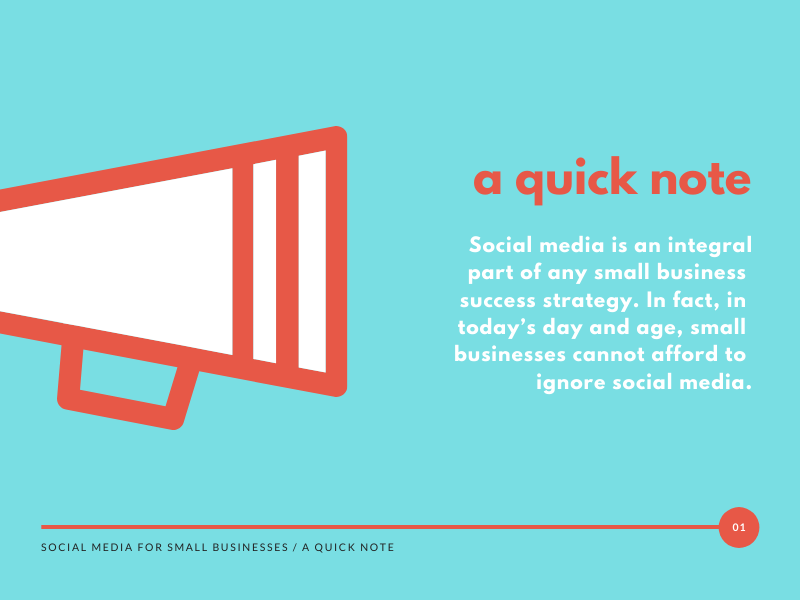 a quick note
Social media is an integral
part of any small business
success strategy. In fact, in
today's day and age, small
businesses cannot afford to
ignore social media.
01
SOCIAL MEDIA FOR SMALL BUSINESSES / A QUICK NOTE